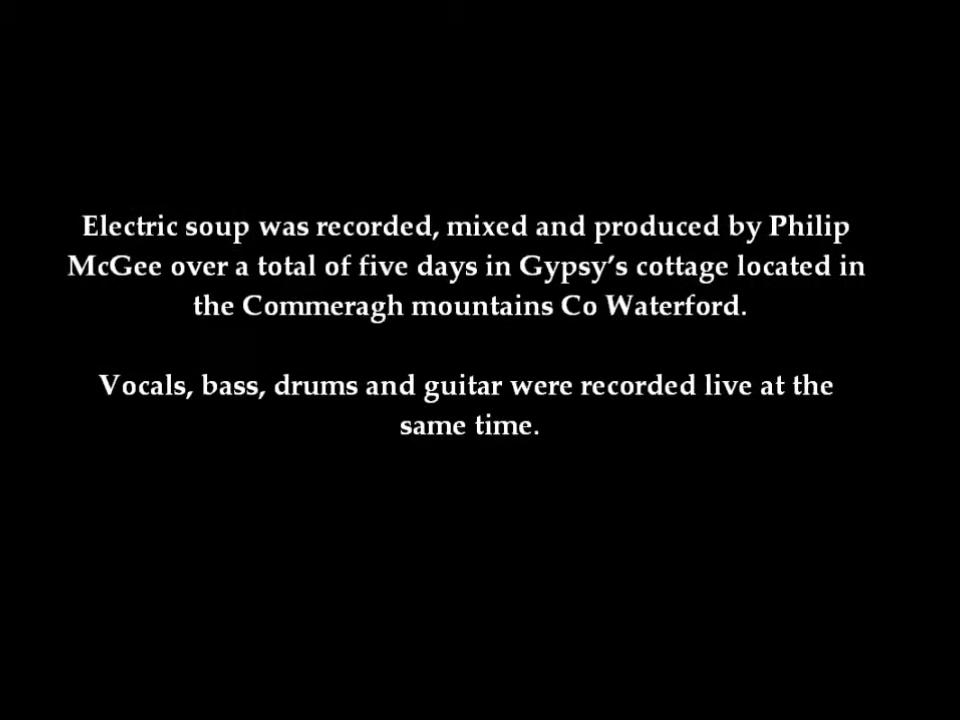 Electric soup was recorded, mixed and produced by Philip
McGee over a total of five days in Gypsy's cottage located in
the Commeragh mountains Co Waterford.
Vocals, bass, drums and guitar were recorded live at the
same time.